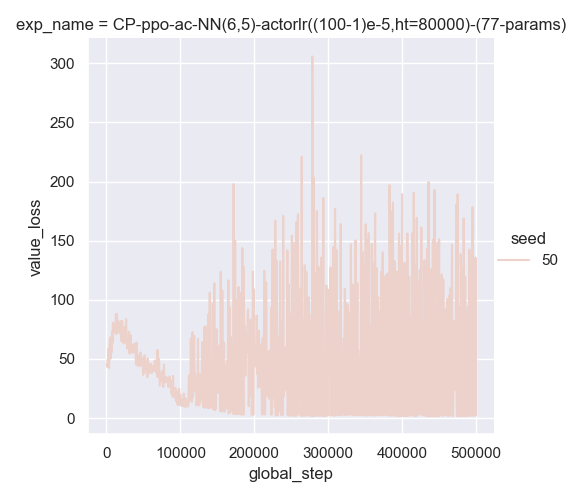 exp_name = CP-ppo-ac-NN(6,5)-actorlr((100-1)e-5,ht=80000)-(77-params)
300
250
200
150
100
50
0
value_loss
0 100000 200000 300000 400000 500000
global_step
seed
50